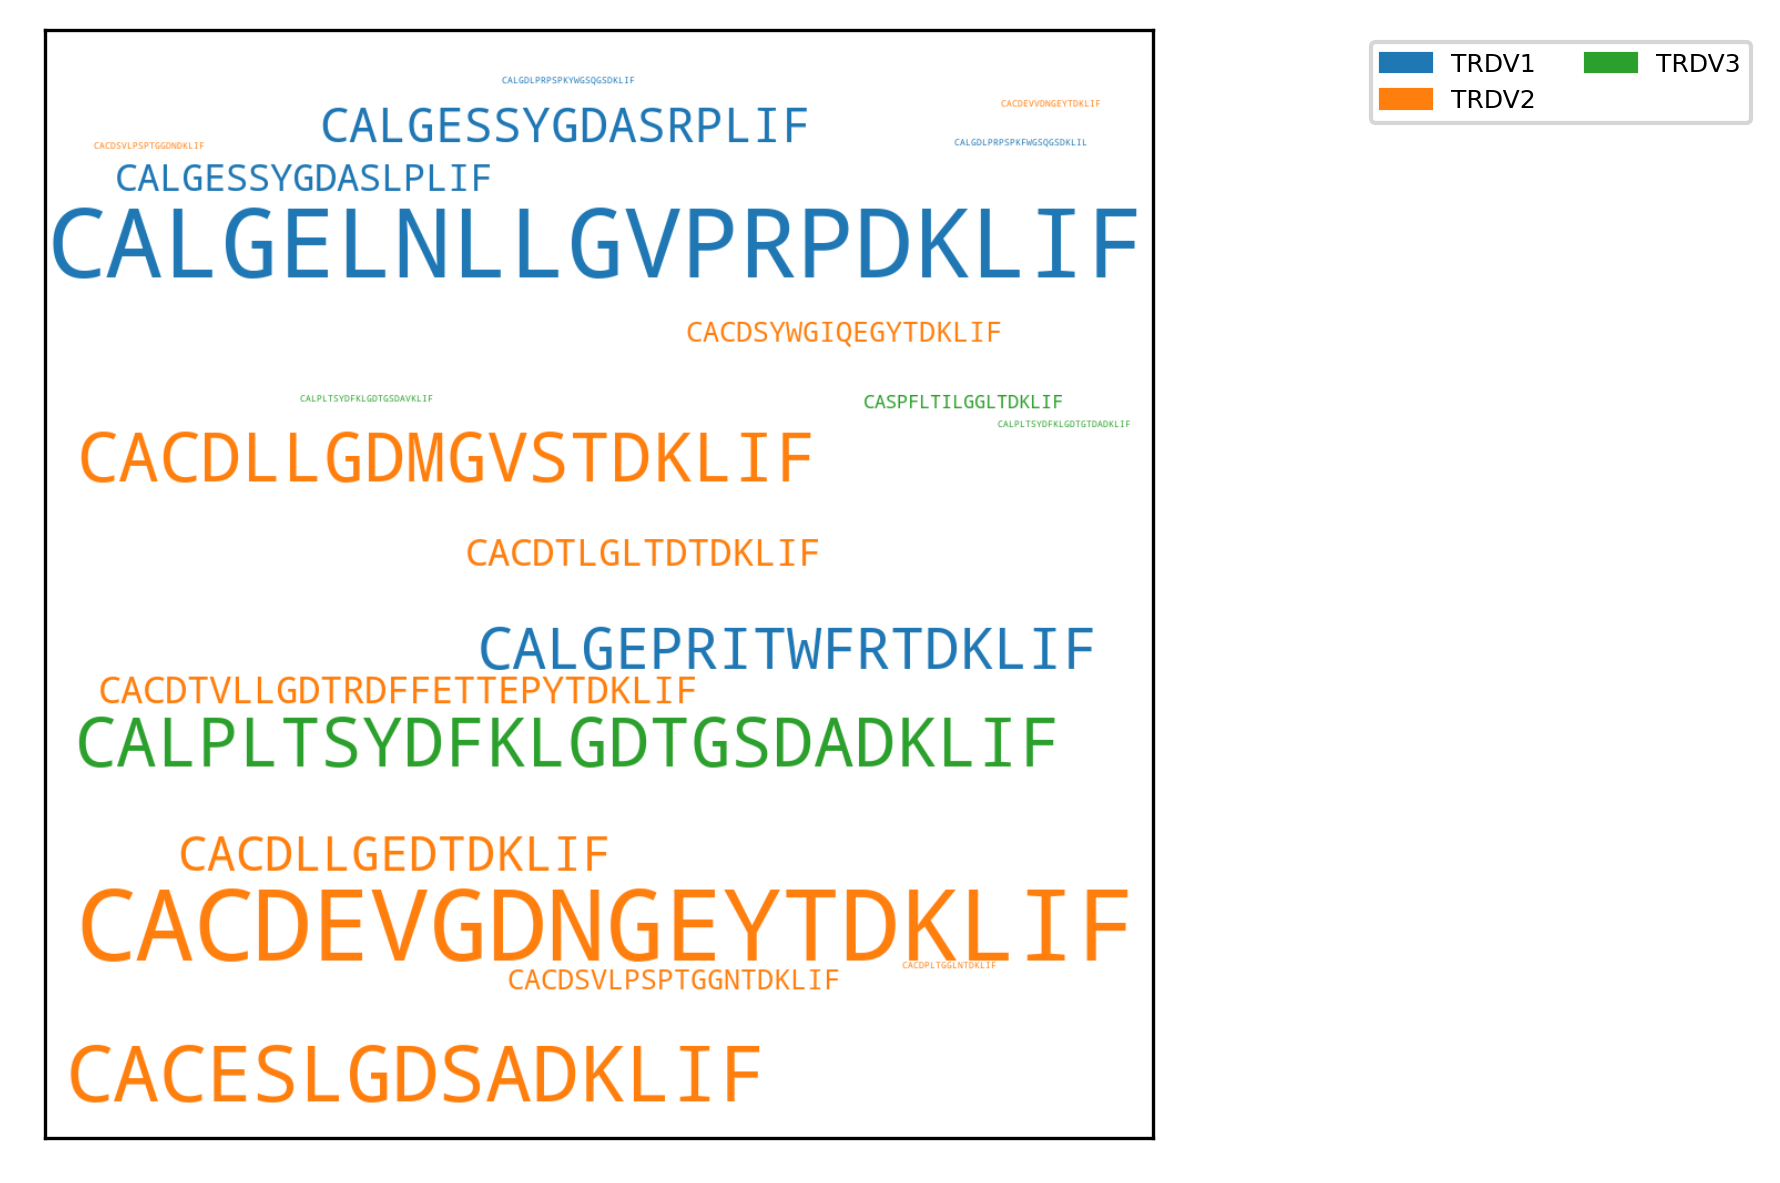 CALGDLPRPSPKYWGSQGSDKLIF
CACDEVVDNGEYTDKLIF
CALGESSYGDASRPLIF
CACDSVLPSPTGGDNDKLIF
CALGDLPRPSPKFWGSQGSDKLIL
CALGESSYGDASLPLIF
CALGELNLLGVPRPDKLIF
CACDSYWGIQEGYTDKLIF
CALPLTSYDFKLGDTGSDAVKLIF
CASPFLTILGGLTDKLIF
CALPLTSYDFKLGDTGTDADKLIF
CACDLLGDMGVSTDKLIF
CACDTLGLTDTDKLIF
CALGEPRITWFRTDKLIF
CACDTVLLGDTRDFFETTEPYTDKLIF
CALPLTSYDFKLGDTGSDADKLIF
CACDLLGEDTDKLIF
CACDEVGDNGEYTDKLIF
CACDPLTGGLNTDKLIF
CACDSVLPSPTGGNTDKLIF
CACESLGDSADKLIF
TRDV1 TRDV3
TRDV2